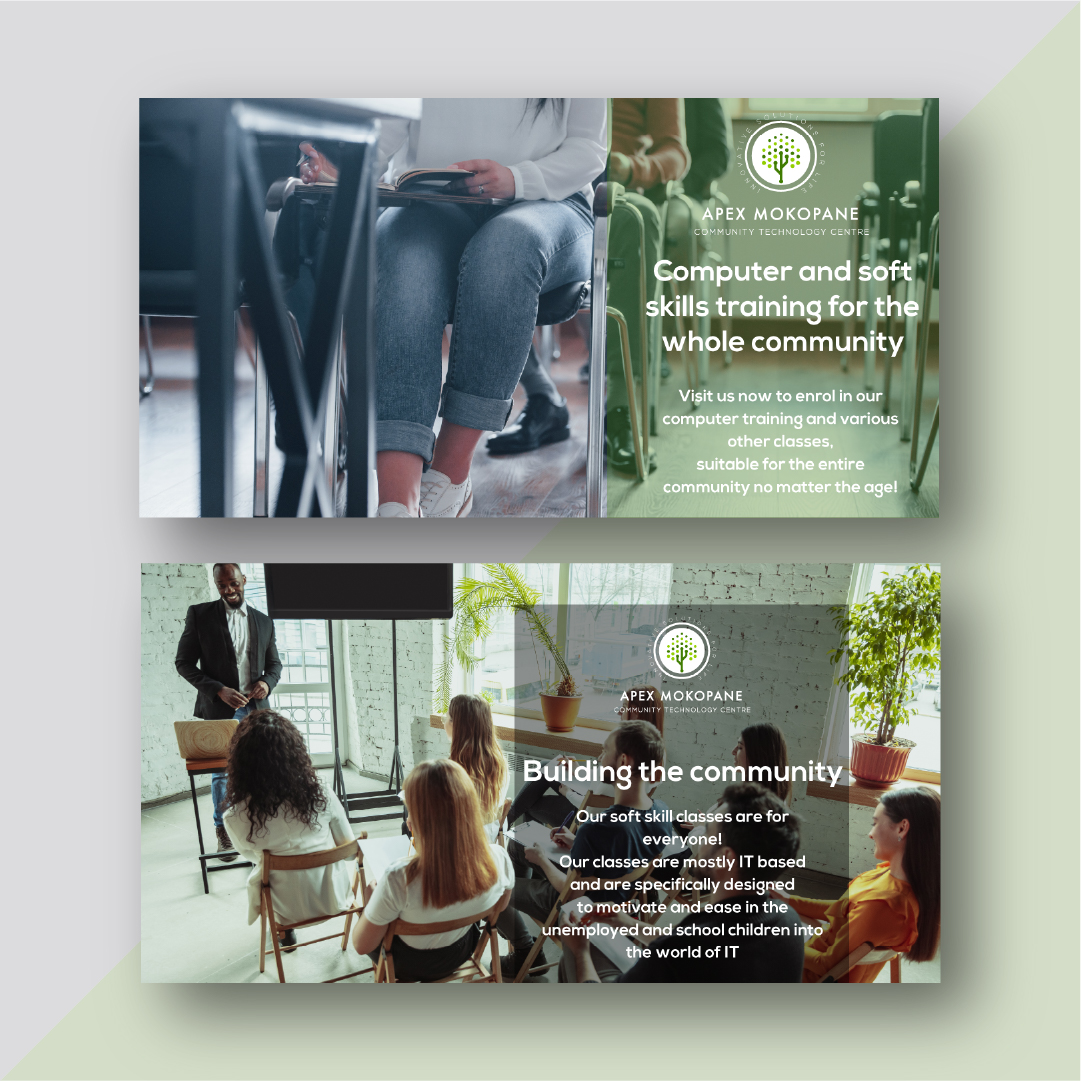 INNOVATIVE SOLUTIONS FOR LIFE
APEX MOKOPANE
COMMUNITY TECHNOLOGY CENTRE
Computer and soft
skills training for the
whole community
Visit us now to enrol in our
computer training and various
other classes,
suitable for the entire
community no matter the age!
APEX MOKOPANE
COMMUNITY TECHNOLOGY CENTRE
Building the community
Our soft skill classes are for
everyone!
Our classes are mostly IT based
and are specifically designed
to motivate and ease in the
unemployed and school children into
the world of IT